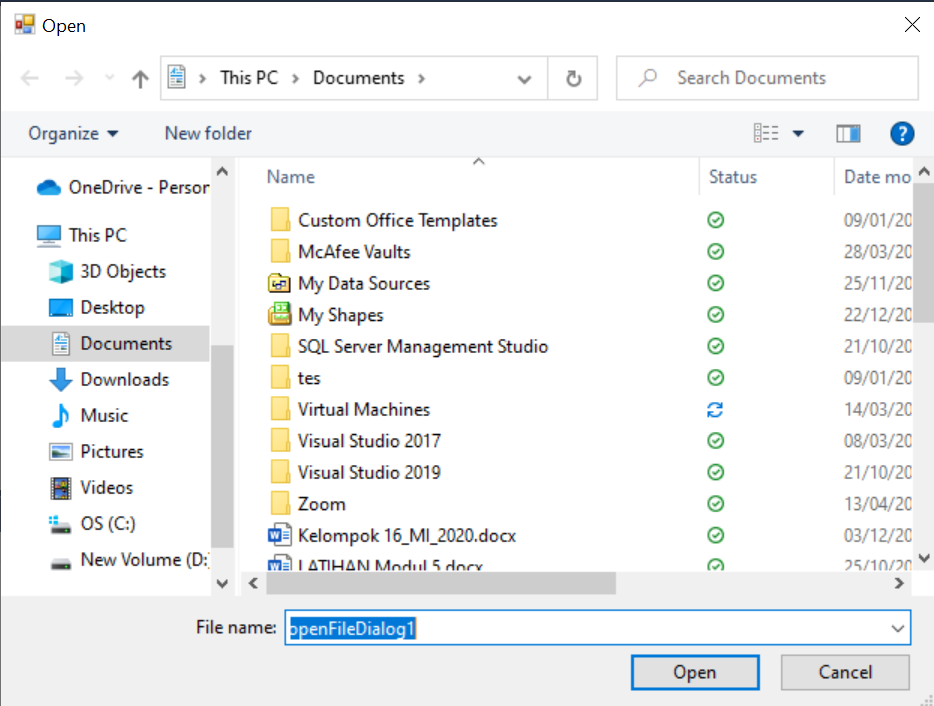 Open
This PC > Documents >
Search Documents
Organize
New folder
?
OneDrive - Person
This PC
3D Objects
Desktop
Documents
Downloads
Music
Pictures
Videos
OS (C:)
New Volume (D:)
Name Status Date mo
Custom Office Templates 09/01/20
McAfee Vaults 28/03/20
My Data Sources 25/11/20
My Shapes 22/12/20
SQL Server Management Studio 21/10/20
tes 09/01/20
Virtual Machines 14/03/20
Visual Studio 2017 08/03/20
Visual Studio 2019 21/10/20
Zoom 13/04/20
Kelompok 16_MI_2020.docx 03/12/20
LATIHAN Modul 5.docx 25/10/20
File name: openFileDialog1
Open Cancel